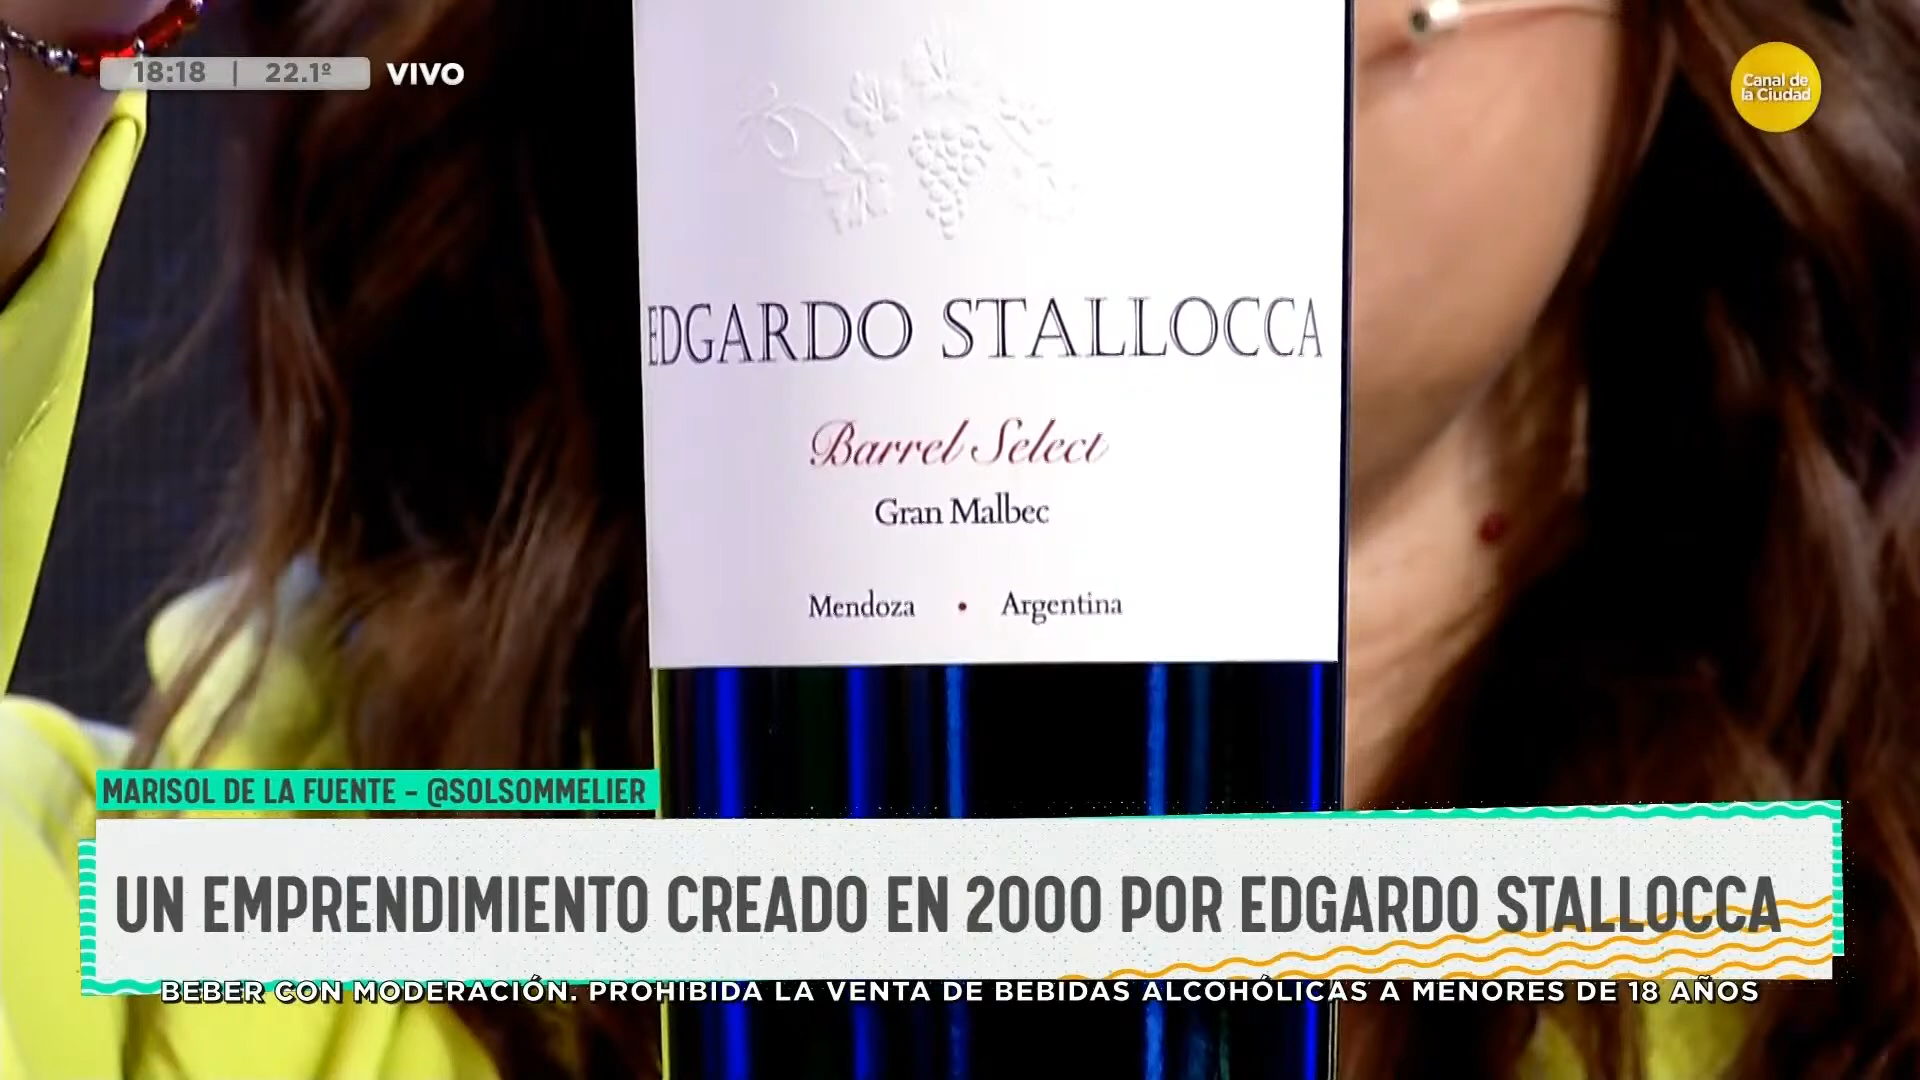 18:18 | 22.1º VIVO
Canal de
la Ciudad
EDGARDO STALLOCCA
Barrel Select
Gran Malbec
Mendoza • Argentina
MARISOL DE LA FUENTE - @SOLSOMMELIER
UN EMPRENDIMIENTO CREADO EN 2000 POR EDGARDO STALLOCCA
BEBER CON MODERACIÓN. PROHIBIDA LA VENTA DE BEBIDAS ALCOHÓLICAS A MENORES DE 18 AÑOS